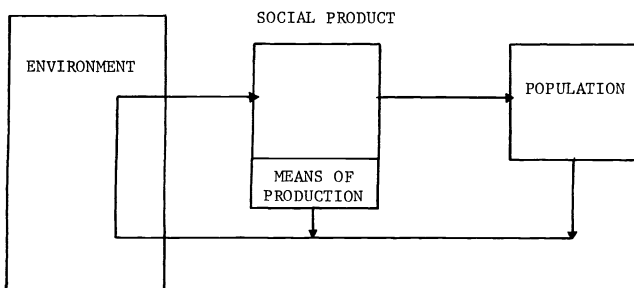 SOCIAL PRODUCT
ENVIRONMENT
POPULATION
MEANS OF
PRODUCTION